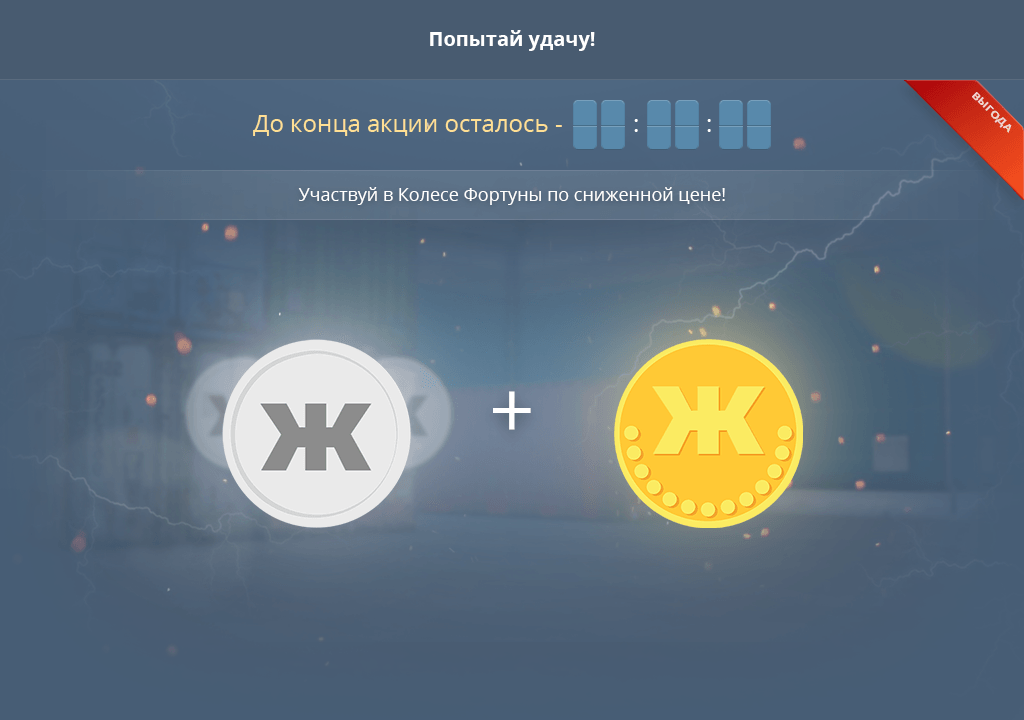 Попытай удачу!
До конца акции осталось - : :
ВЫГОДА
Участвуй в Колесе Фортуны по сниженной цене!
Ж Ж Ж + Ж